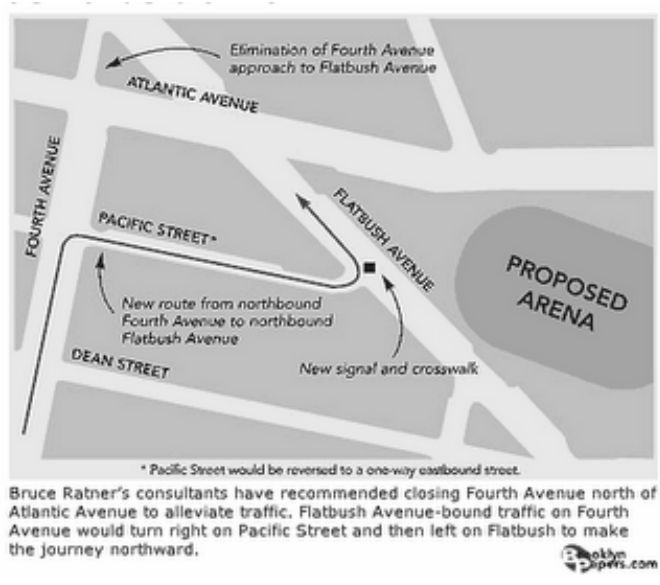 Elimination of Fourth Avenue
approach to Flatbush Avenue
ATLANTIC AVENUE
FOURTH AVENUE
PACIFIC STREET*
FLATBUSH AVENUE
PROPOSED
ARENA
New route from northbound
Fourth Avenue to northbound
Flatbush Avenue
New signal and crosswalk
DEAN STREET
* Pacific Street would be reversed to a one-way eastbound street.
Bruce Ratner's consultants have recommended closing Fourth Avenue north of
Atlantic Avenue to alleviate traffic. Flatbush Avenue-bound traffic on Fourth
Avenue would turn right on Pacific Street and then left on Flatbush to make
the journey northward.
Brooklyn
Papers.com